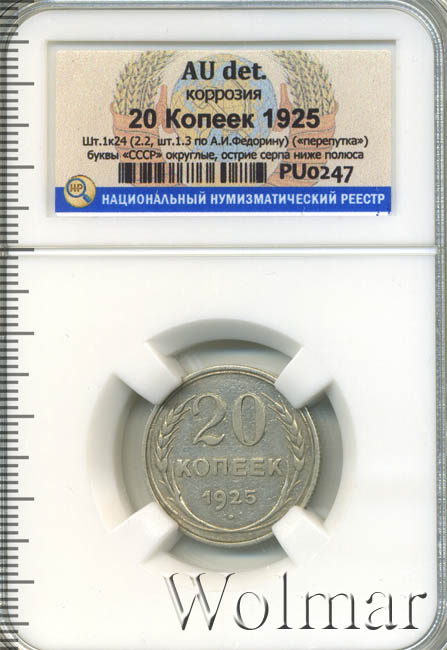 AU det.
коррозия
20 Копеек 1925
Шт.1к24 (2.2, шт.1.3 по А.И.Федорину) («перепутка»)
буквы «СССР» округлые, острие серпа ниже полюса
PU0247
НР НАЦИОНАЛЬНЫЙ НУМИЗМАТИЧЕСКИЙ РЕЕСТР
20
КОПЕЕК
1925
Wolmar